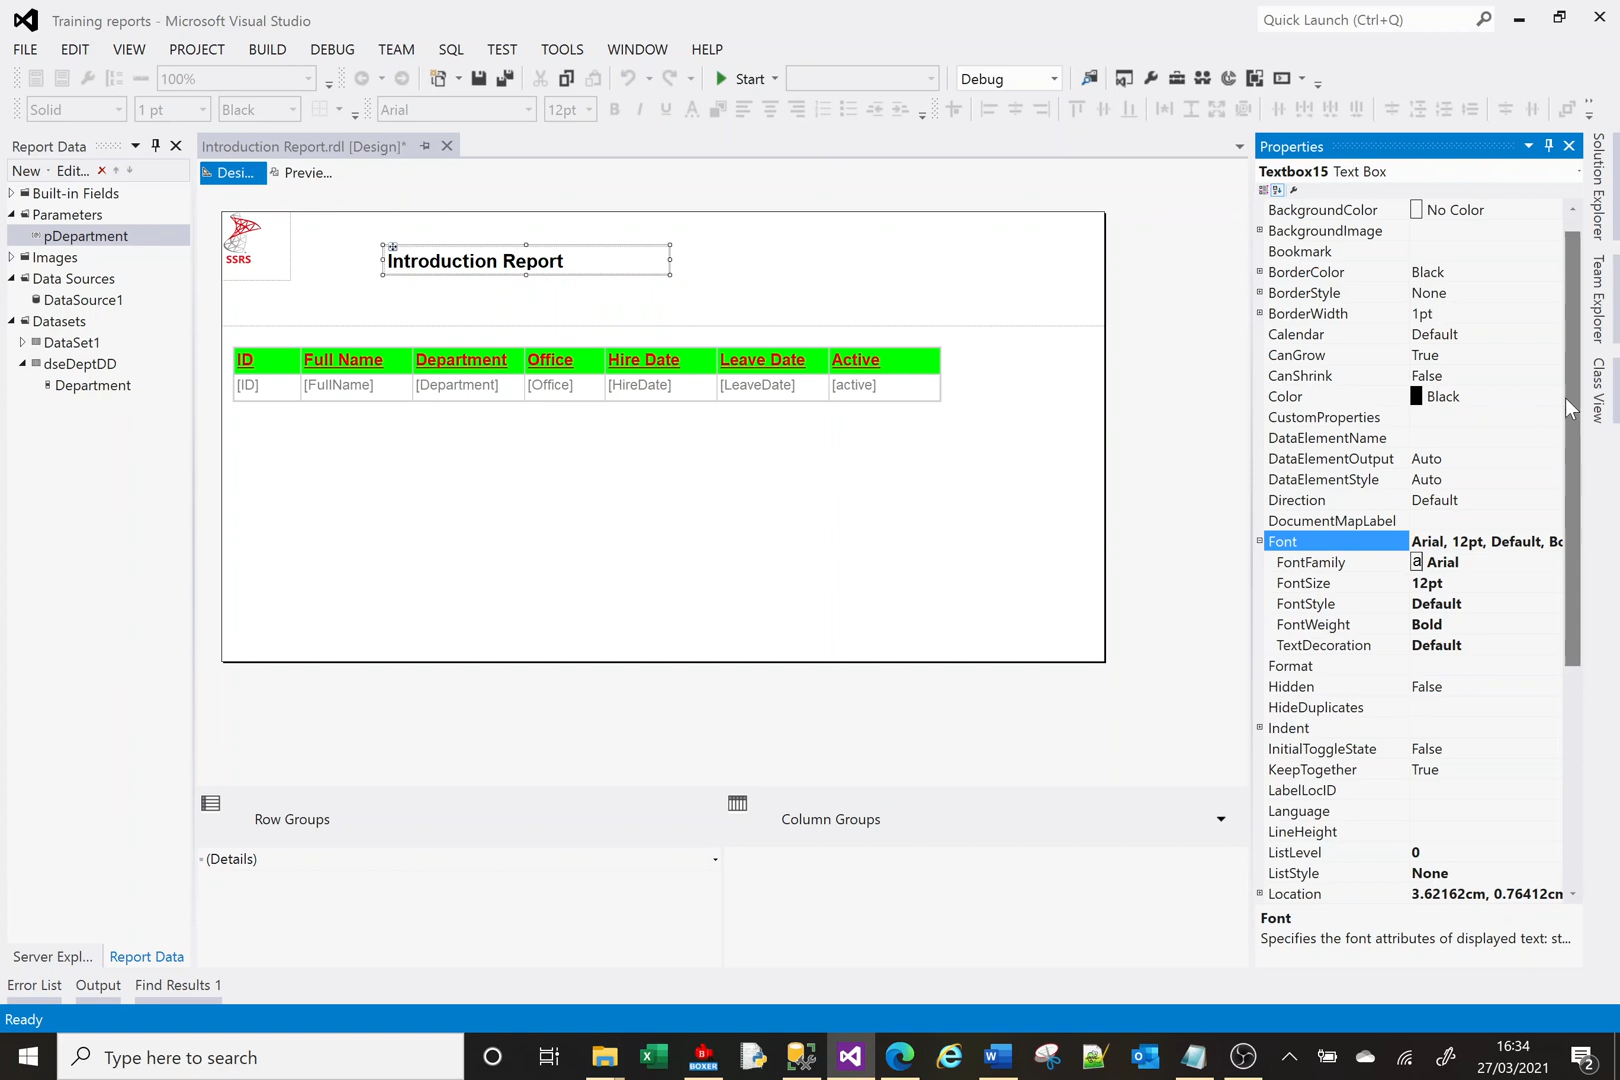 Training reports - Microsoft Visual Studio
Quick Launch (Ctrl+Q)
FILE EDIT VIEW PROJECT BUILD DEBUG TEAM SQL TEST TOOLS WINDOW HELP
100% Start Debug
Solid 1 pt Black Arial 12pt B I U A
Report Data
New Edit...
Built-in Fields
Parameters
pDepartment
Images
Data Sources
DataSource1
Datasets
DataSet1
dseDeptDD
Department
Server Expl... Report Data
Introduction Report.rdl [Design]*
Desi... Previe...
SSRS
Introduction Report
ID Full Name Department Office Hire Date Leave Date Active
[ID] [FullName] [Department] [Office] [HireDate] [LeaveDate] [active]
Row Groups Column Groups
(Details)
Properties
Textbox15 Text Box
BackgroundColor No Color
BackgroundImage
Bookmark
BorderColor Black
BorderStyle None
BorderWidth 1pt
Calendar Default
CanGrow True
CanShrink False
Color Black
CustomProperties
DataElementName
DataElementOutput Auto
DataElementStyle Auto
Direction Default
DocumentMapLabel
Font Arial, 12pt, Default, Bo
FontFamily a Arial
FontSize 12pt
FontStyle Default
FontWeight Bold
TextDecoration Default
Format
Hidden False
HideDuplicates
Indent
InitialToggleState False
KeepTogether True
LabelLocID
Language
LineHeight
ListLevel 0
ListStyle None
Location 3.62162cm, 0.76412cm
Font
Specifies the font attributes of displayed text: st...
Solution Explorer
Team Explorer
Class View
Error List Output Find Results 1
Ready
Type here to search
BOXER
16:34
27/03/2021
2